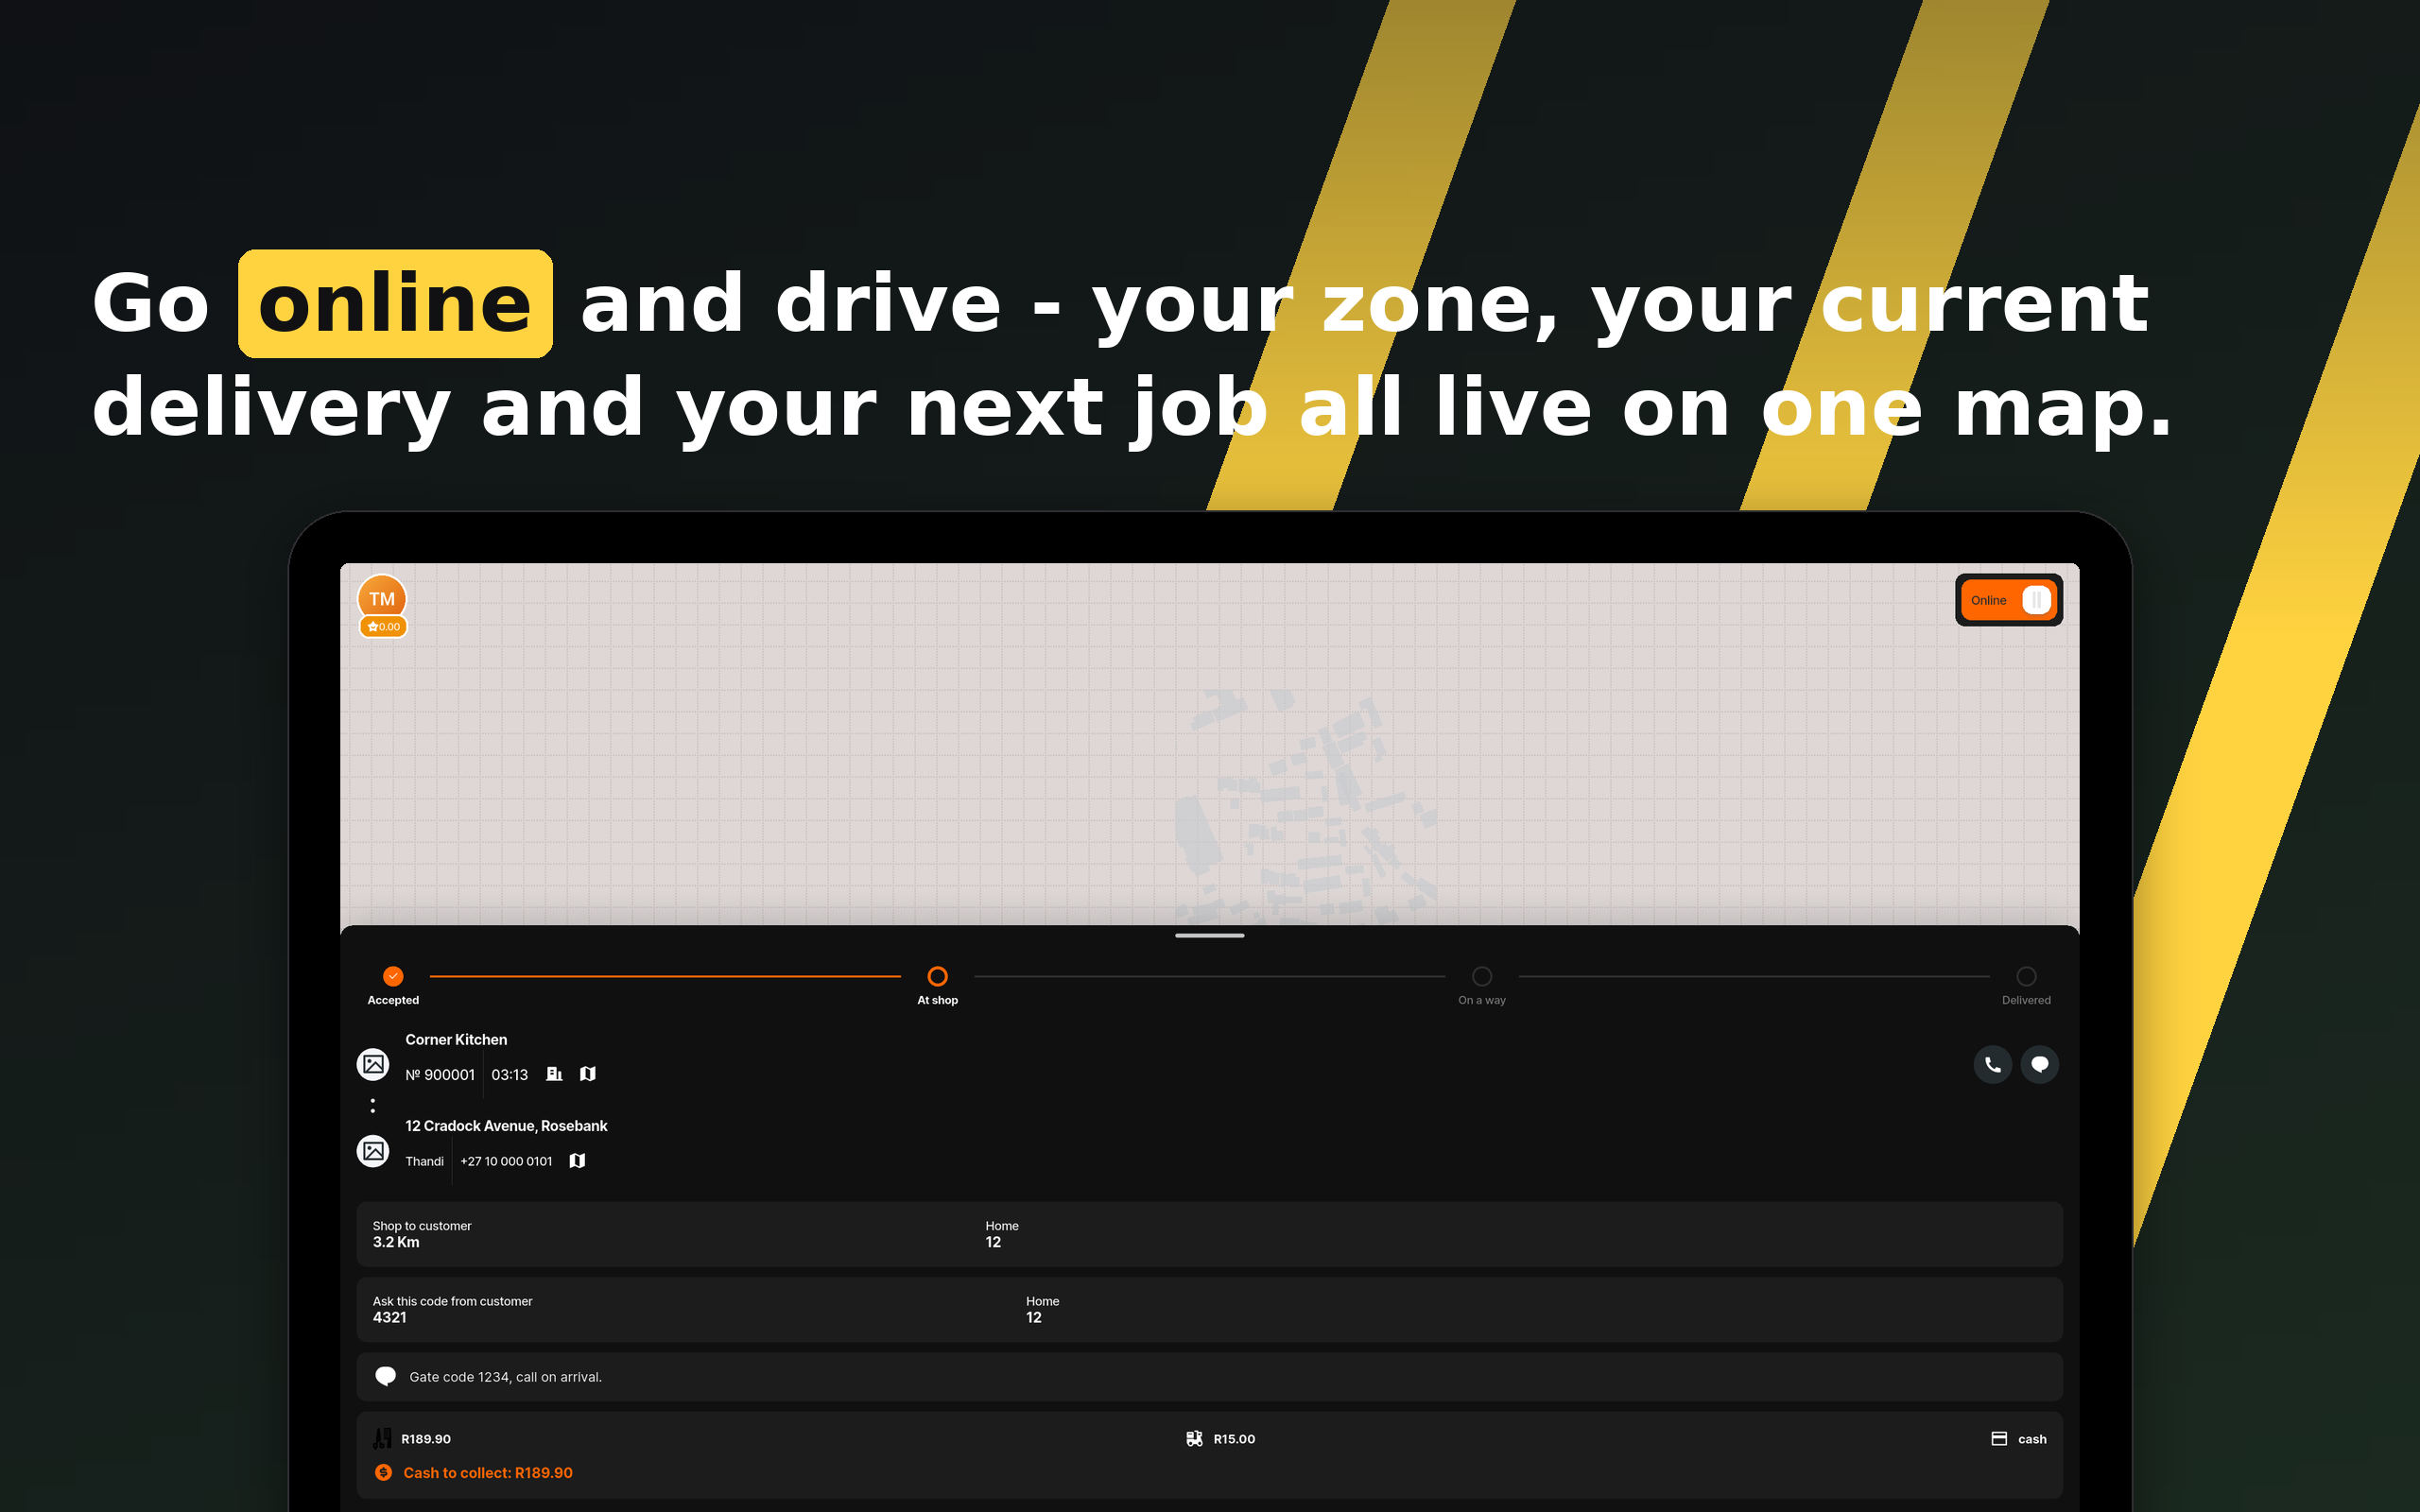 Go online and drive - your zone, your current
delivery and your next job all live on one map.
TM
0.00
Online
Accepted
At shop
On a way
Delivered
Corner Kitchen
№ 900001 03:13
12 Cradock Avenue, Rosebank
Thandi +27 10 000 0101
Shop to customer Home
3.2 Km 12
Ask this code from customer Home
4321 12
Gate code 1234, call on arrival.
R189.90 R15.00 cash
Cash to collect: R189.90